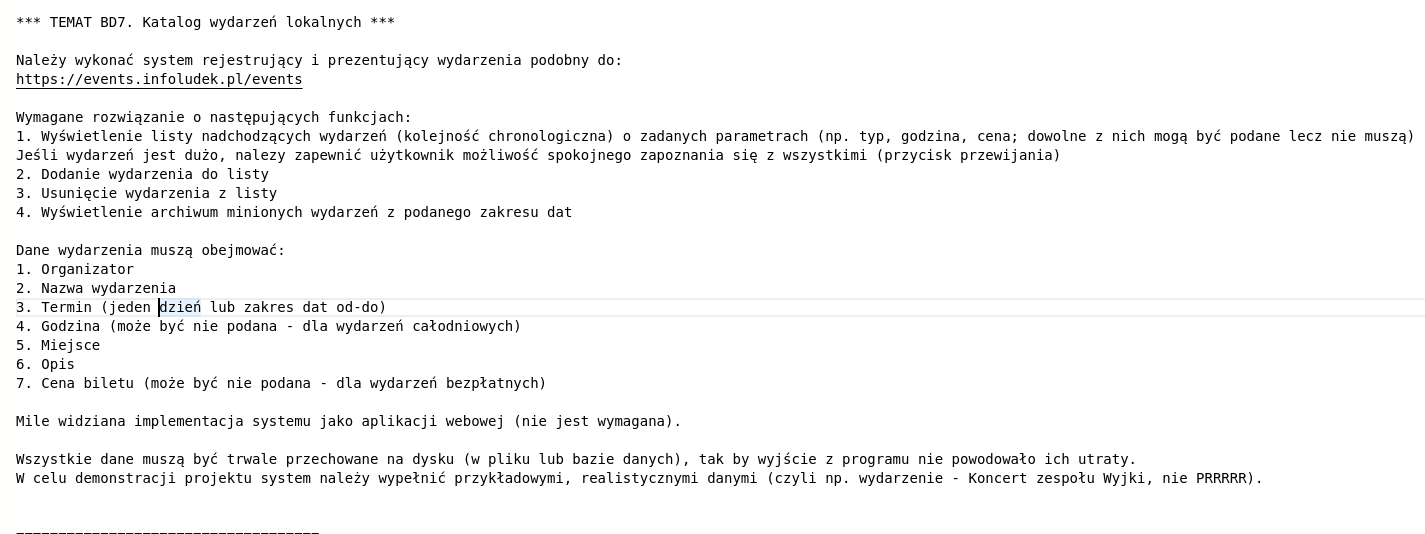 *** TEMAT BD7. Katalog wydarzeń lokalnych ***
Należy wykonać system rejestrujący i prezentujący wydarzenia podobny do:
https://events.infoludek.pl/events
Wymagane rozwiązanie o następujących funkcjach:
1. Wyświetlenie listy nadchodzących wydarzeń (kolejność chronologiczna) o zadanych parametrach (np. typ, godzina, cena; dowolne z nich mogą być podane lecz nie muszą)
Jeśli wydarzeń jest dużo, nalezy zapewnić użytkownik możliwość spokojnego zapoznania się z wszystkimi (przycisk przewijania)
2. Dodanie wydarzenia do listy
3. Usunięcie wydarzenia z listy
4. Wyświetlenie archiwum minionych wydarzeń z podanego zakresu dat
Dane wydarzenia muszą obejmować:
1. Organizator
2. Nazwa wydarzenia
3. Termin (jeden dzień lub zakres dat od-do)
4. Godzina (może być nie podana - dla wydarzeń całodniowych)
5. Miejsce
6. Opis
7. Cena biletu (może być nie podana - dla wydarzeń bezpłatnych)
Mile widziana implementacja systemu jako aplikacji webowej (nie jest wymagana).
Wszystkie dane muszą być trwale przechowane na dysku (w pliku lub bazie danych), tak by wyjście z programu nie powodowało ich utraty.
W celu demonstracji projektu system należy wypełnić przykładowymi, realistycznymi danymi (czyli np. wydarzenie - Koncert zespołu Wyjki, nie PRRRRR).
____________________________________